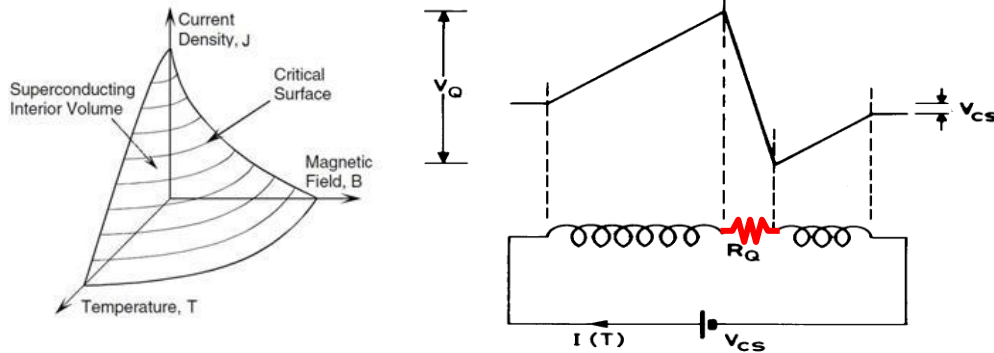 Current
Density, J
Superconducting
Interior Volume
Critical
Surface
Magnetic
Field, B
Temperature, T
VQ
VCS
RQ
I (T)
VCS